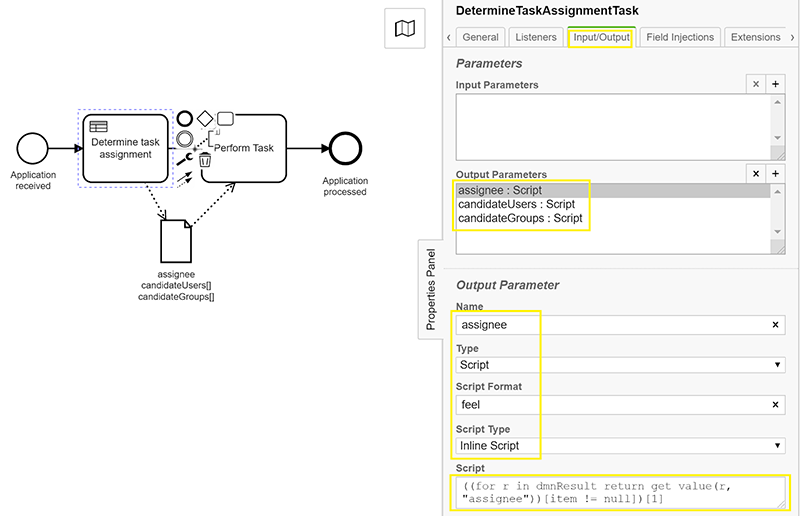 Determine task
assignment
Perform Task
Application
received
Application
processed
assignee
candidateUsers[]
candidateGroups[]
Properties Panel
DetermineTaskAssignmentTask
General
Listeners
Input/Output
Field Injections
Extensions
Parameters
Input Parameters
Output Parameters
assignee : Script
candidateUsers : Script
candidateGroups : Script
Output Parameter
Name
assignee
Type
Script
Script Format
feel
Script Type
Inline Script
Script
((for r in dmnResult return get value(r,
"assignee"))[item != null])[1]